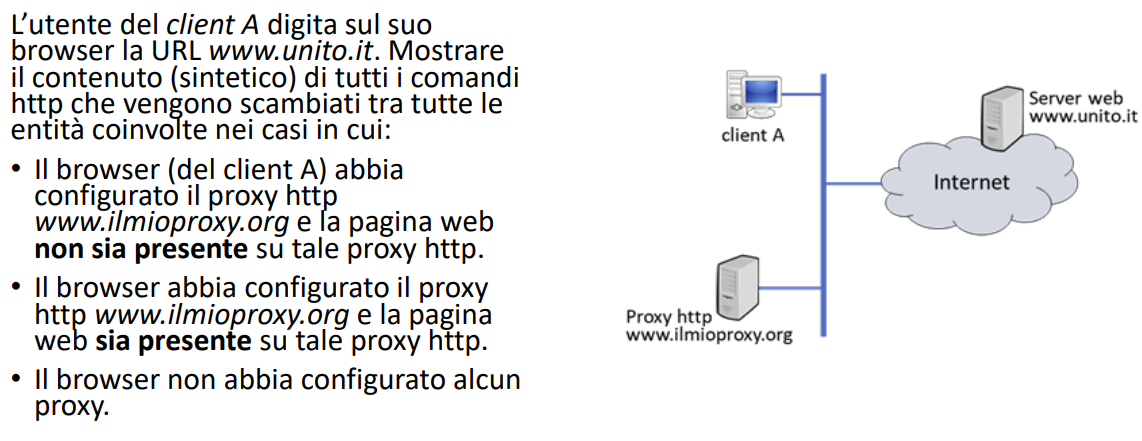 L’utente del client A digita sul suo
browser la URL www.unito.it. Mostrare
il contenuto (sintetico) di tutti i comandi
http che vengono scambiati tra tutte le
entità coinvolte nei casi in cui:
• Il browser (del client A) abbia
configurato il proxy http
www.ilmioproxy.org e la pagina web
non sia presente su tale proxy http.
• Il browser abbia configurato il proxy
http www.ilmioproxy.org e la pagina
web sia presente su tale proxy http.
• Il browser non abbia configurato alcun
proxy.
client A
Server web
www.unito.it
Internet
Proxy http
www.ilmioproxy.org